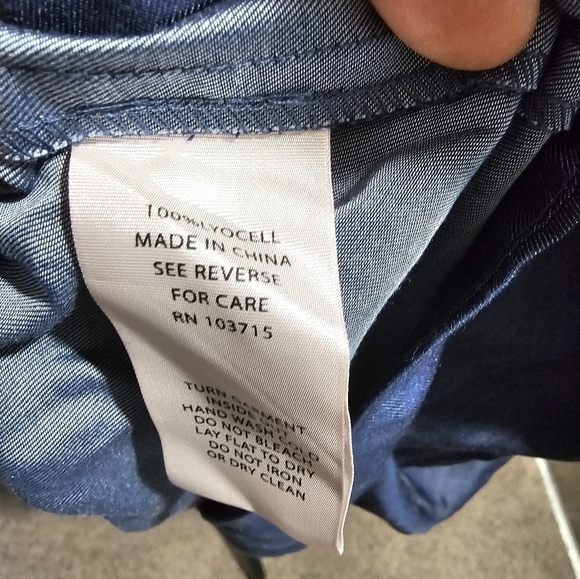 100% LYOCELL
MADE IN CHINA
SEE REVERSE
FOR CARE
RN 103715
TURN GARMENT
INSIDE OUT
HAND WASH COLD
DO NOT BLEACH
LAY FLAT TO DRY
DO NOT IRON
OR DRY CLEAN